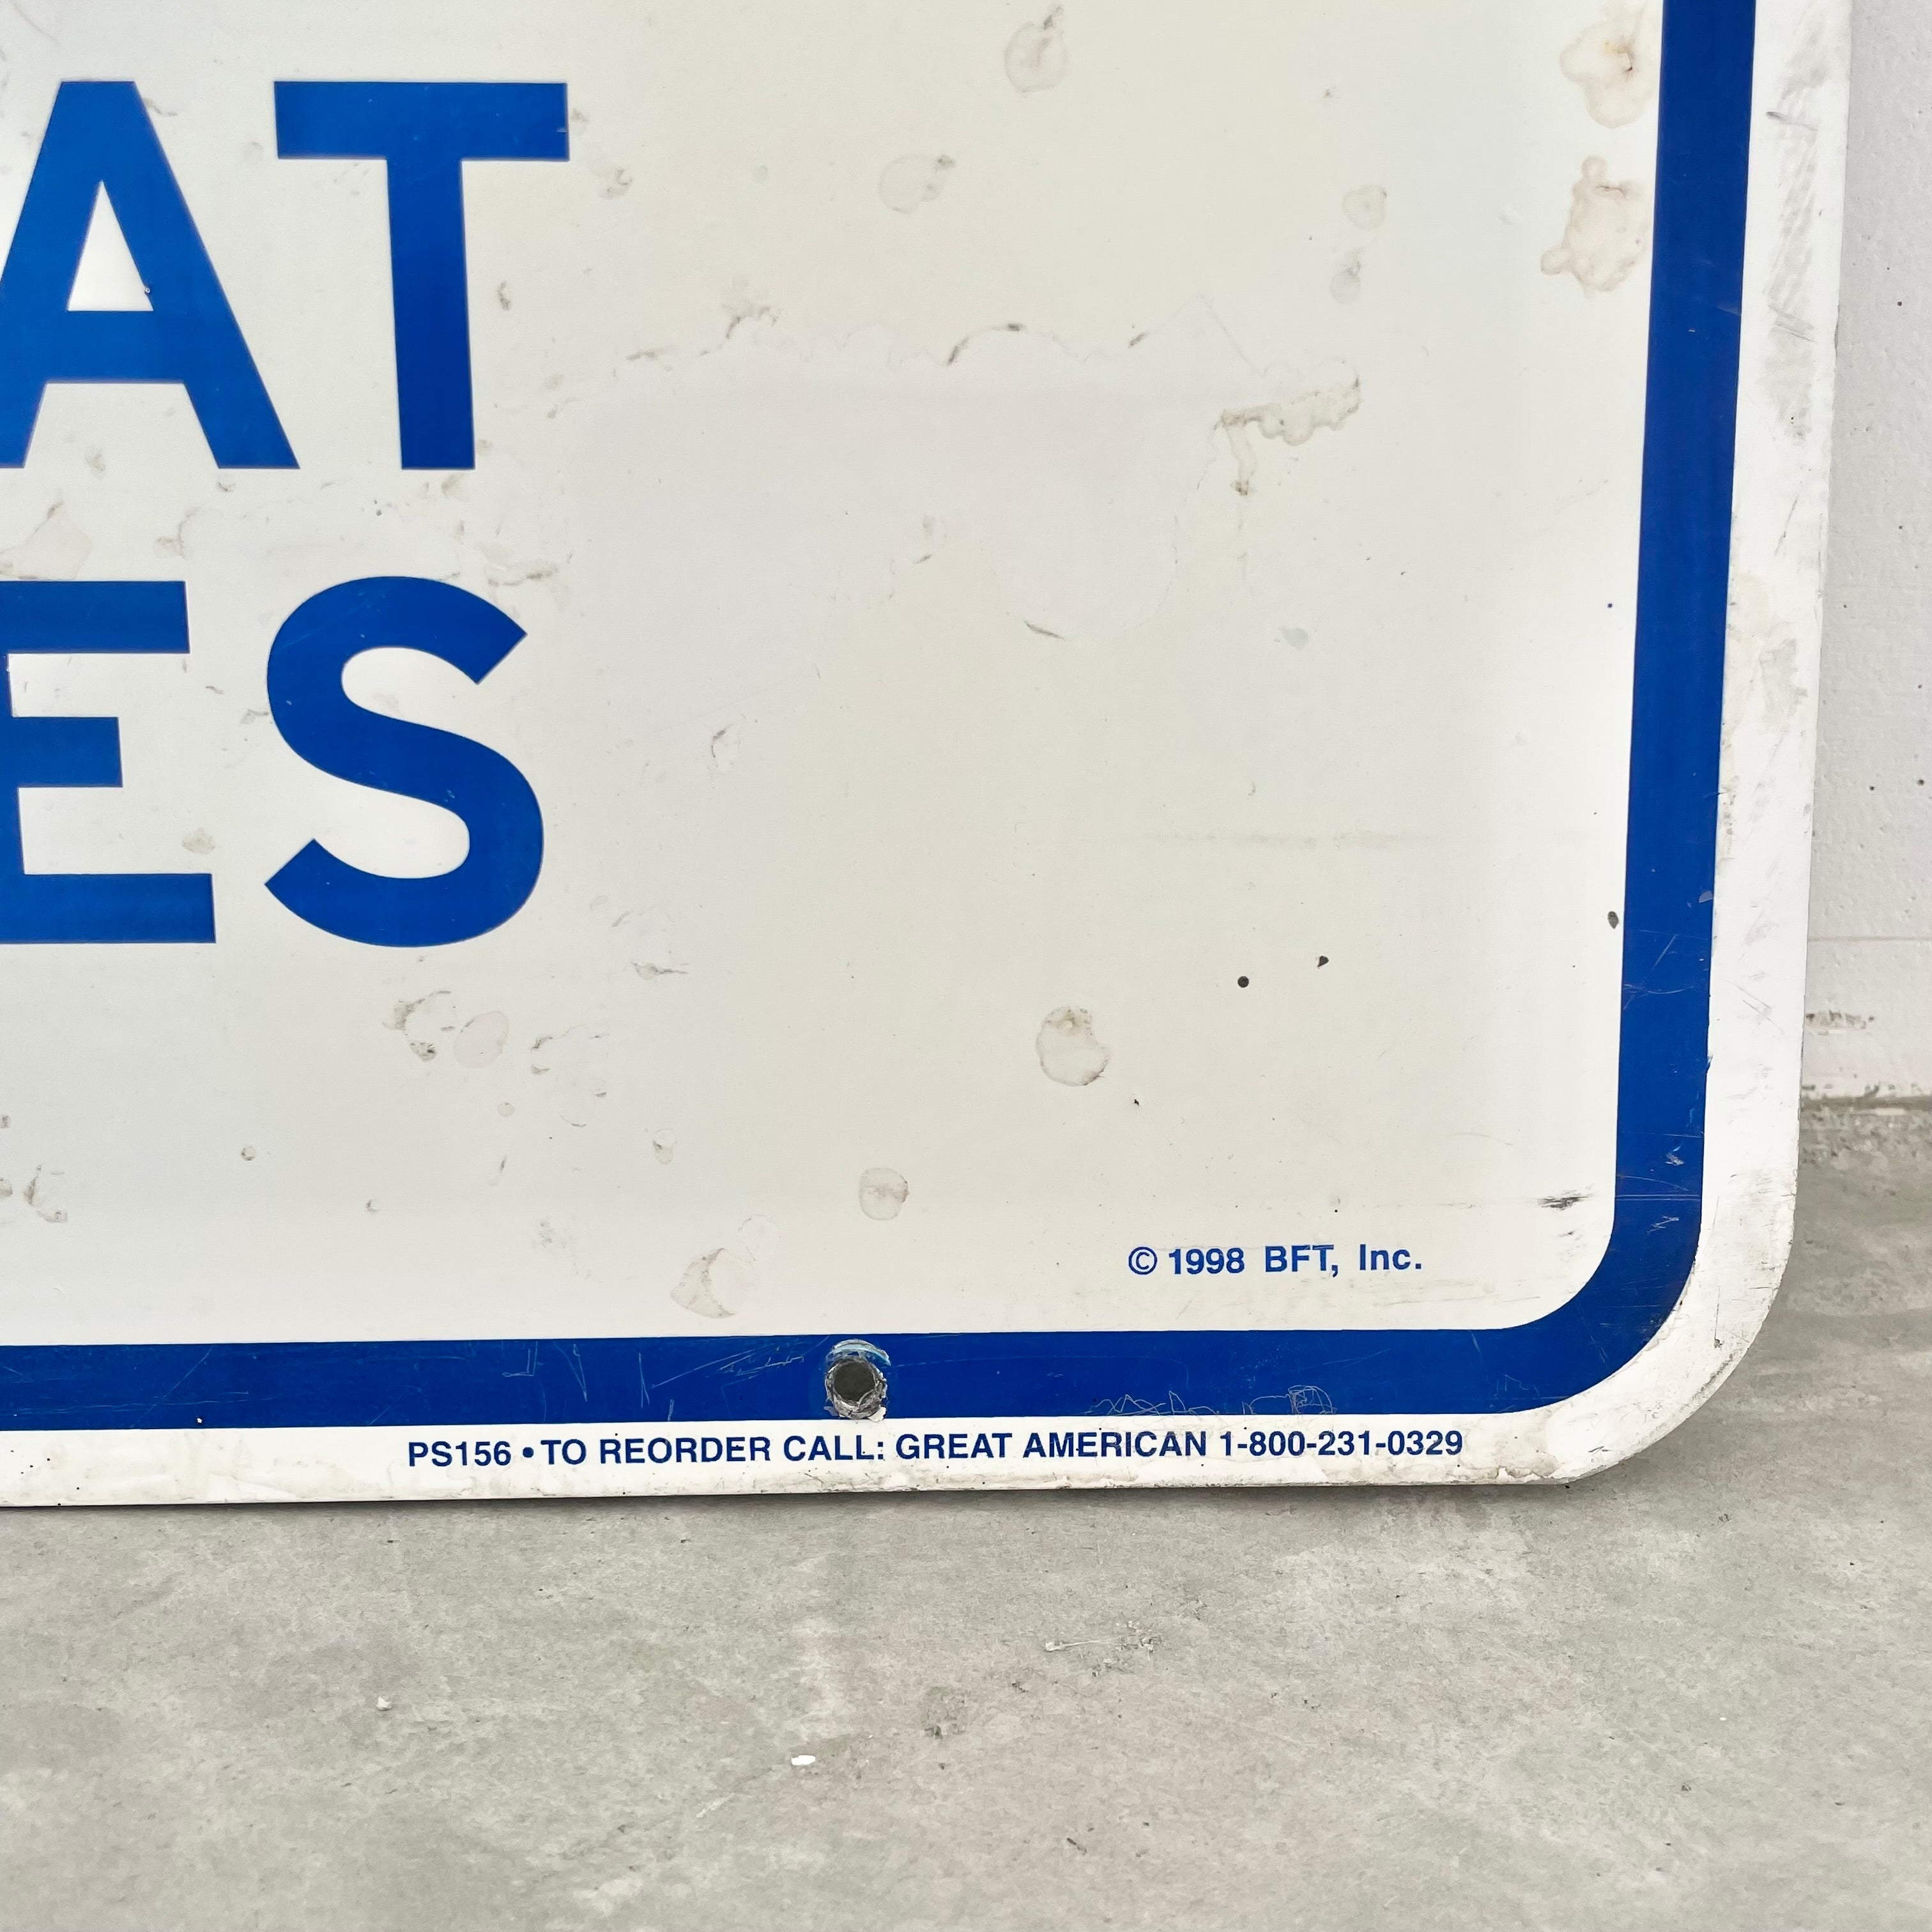 AT
ES
© 1998 BFT, Inc.
PS156 • TO REORDER CALL: GREAT AMERICAN 1-800-231-0329